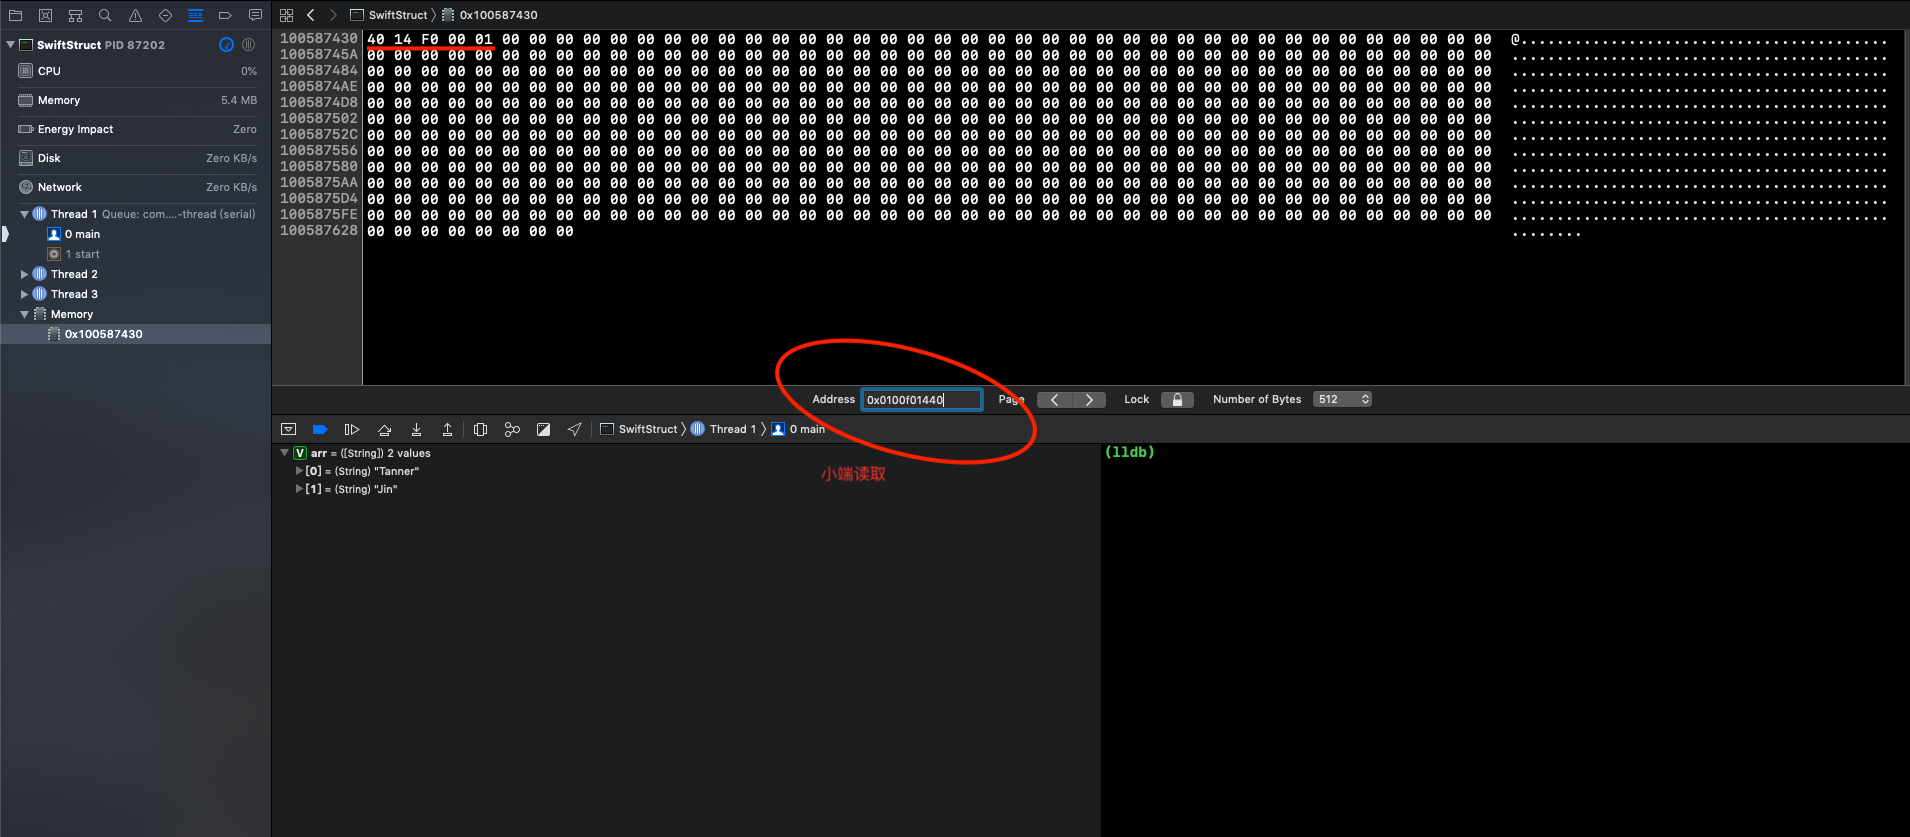 SwiftStruct 〉 0x100587430
SwiftStruct PID 87202
CPU 0%
Memory 5.4 MB
Energy Impact Zero
Disk Zero KB/s
Network Zero KB/s
Thread 1 Queue: com....-thread (serial)
0 main
1 start
Thread 2
Thread 3
Memory
0x100587430
100587430 40 14 F0 00 01 00 00 00 00 00 00 00 00 00 00 00 00 00 00 00 00 00 00 00 00 00 00 00 00 00 00 00 00 00 00 00 00 00 00 00 00 00 @.........................................
10058745A 00 00 00 00 00 00 00 00 00 00 00 00 00 00 00 00 00 00 00 00 00 00 00 00 00 00 00 00 00 00 00 00 00 00 00 00 00 00 00 00 00 00 ..........................................
100587484 00 00 00 00 00 00 00 00 00 00 00 00 00 00 00 00 00 00 00 00 00 00 00 00 00 00 00 00 00 00 00 00 00 00 00 00 00 00 00 00 00 00 ..........................................
1005874AE 00 00 00 00 00 00 00 00 00 00 00 00 00 00 00 00 00 00 00 00 00 00 00 00 00 00 00 00 00 00 00 00 00 00 00 00 00 00 00 00 00 00 ..........................................
1005874D8 00 00 00 00 00 00 00 00 00 00 00 00 00 00 00 00 00 00 00 00 00 00 00 00 00 00 00 00 00 00 00 00 00 00 00 00 00 00 00 00 00 00 ..........................................
100587502 00 00 00 00 00 00 00 00 00 00 00 00 00 00 00 00 00 00 00 00 00 00 00 00 00 00 00 00 00 00 00 00 00 00 00 00 00 00 00 00 00 00 ..........................................
10058752C 00 00 00 00 00 00 00 00 00 00 00 00 00 00 00 00 00 00 00 00 00 00 00 00 00 00 00 00 00 00 00 00 00 00 00 00 00 00 00 00 00 00 ..........................................
100587556 00 00 00 00 00 00 00 00 00 00 00 00 00 00 00 00 00 00 00 00 00 00 00 00 00 00 00 00 00 00 00 00 00 00 00 00 00 00 00 00 00 00 ..........................................
100587580 00 00 00 00 00 00 00 00 00 00 00 00 00 00 00 00 00 00 00 00 00 00 00 00 00 00 00 00 00 00 00 00 00 00 00 00 00 00 00 00 00 00 ..........................................
1005875AA 00 00 00 00 00 00 00 00 00 00 00 00 00 00 00 00 00 00 00 00 00 00 00 00 00 00 00 00 00 00 00 00 00 00 00 00 00 00 00 00 00 00 ..........................................
1005875D4 00 00 00 00 00 00 00 00 00 00 00 00 00 00 00 00 00 00 00 00 00 00 00 00 00 00 00 00 00 00 00 00 00 00 00 00 00 00 00 00 00 00 ..........................................
1005875FE 00 00 00 00 00 00 00 00 00 00 00 00 00 00 00 00 00 00 00 00 00 00 00 00 00 00 00 00 00 00 00 00 00 00 00 00 00 00 00 00 00 00 ..........................................
100587628 00 00 00 00 00 00 00 00 ........
Address 0x0100f01440 Page Lock Number of Bytes 512
SwiftStruct 〉 Thread 1 〉 0 main
V arr = ([String]) 2 values
[0] = (String) "Tanner"
[1] = (String) "Jin"
小端读取
(lldb)